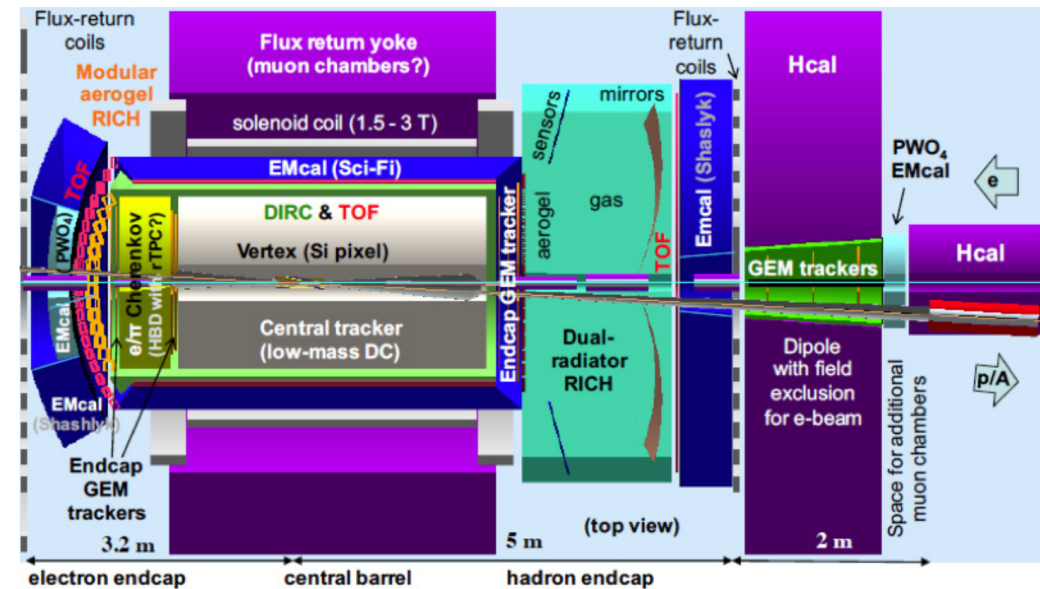 Flux-return
coils
Modular
aerogel
RICH
Flux return yoke
(muon chambers?)
solenoid coil (1.5 - 3 T)
EMcal (Sci-Fi)
DIRC & TOF
Vertex (Si pixel)
Central tracker
(low-mass DC)
TOF
EMcal (PWO4)
e/π Cherenkov
(HBD with rTPC?)
EMcal
(Shashlyk)
Endcap
GEM
trackers
Endcap GEM tracker
sensors
mirrors
aerogel
gas
TOF
Dual-
radiator
RICH
Flux-
return
coils
Emcal (Shaslyk)
Hcal
GEM trackers
Dipole
with field
exclusion
for e-beam
PWO4
EMcal
e
Hcal
p/A
Space for additional
muon chambers
(top view)
3.2 m
5 m
2 m
electron endcap
central barrel
hadron endcap